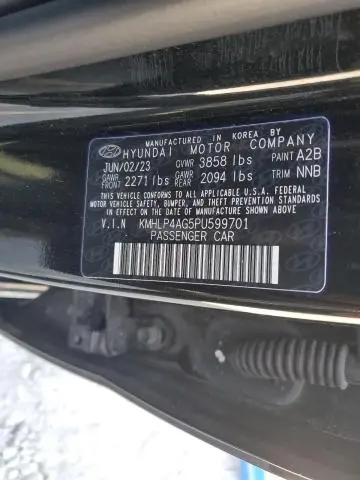 MANUFACTURED IN KOREA BY
HYUNDAI MOTOR COMPANY
JUN/02/23 GVWR 3858 lbs PAINT A2B
GAWR FRONT 2271 lbs GAWR REAR 2094 lbs TRIM NNB
THIS VEHICLE CONFORMS TO ALL APPLICABLE U.S.A. FEDERAL
MOTOR VEHICLE SAFETY, BUMPER, AND THEFT PREVENTION
STANDARDS IN EFFECT ON THE DATE OF MANUFACTURE SHOWN ABOVE.
V.I.N KMHLP4AG5PU599701
PASSENGER CAR